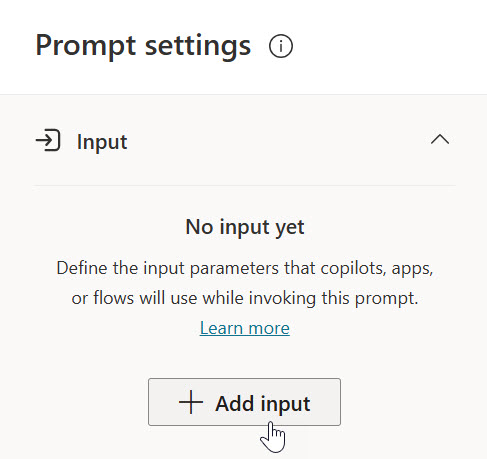 Prompt settings
Input
No input yet
Define the input parameters that copilots, apps,
or flows will use while invoking this prompt.
Learn more
Add input